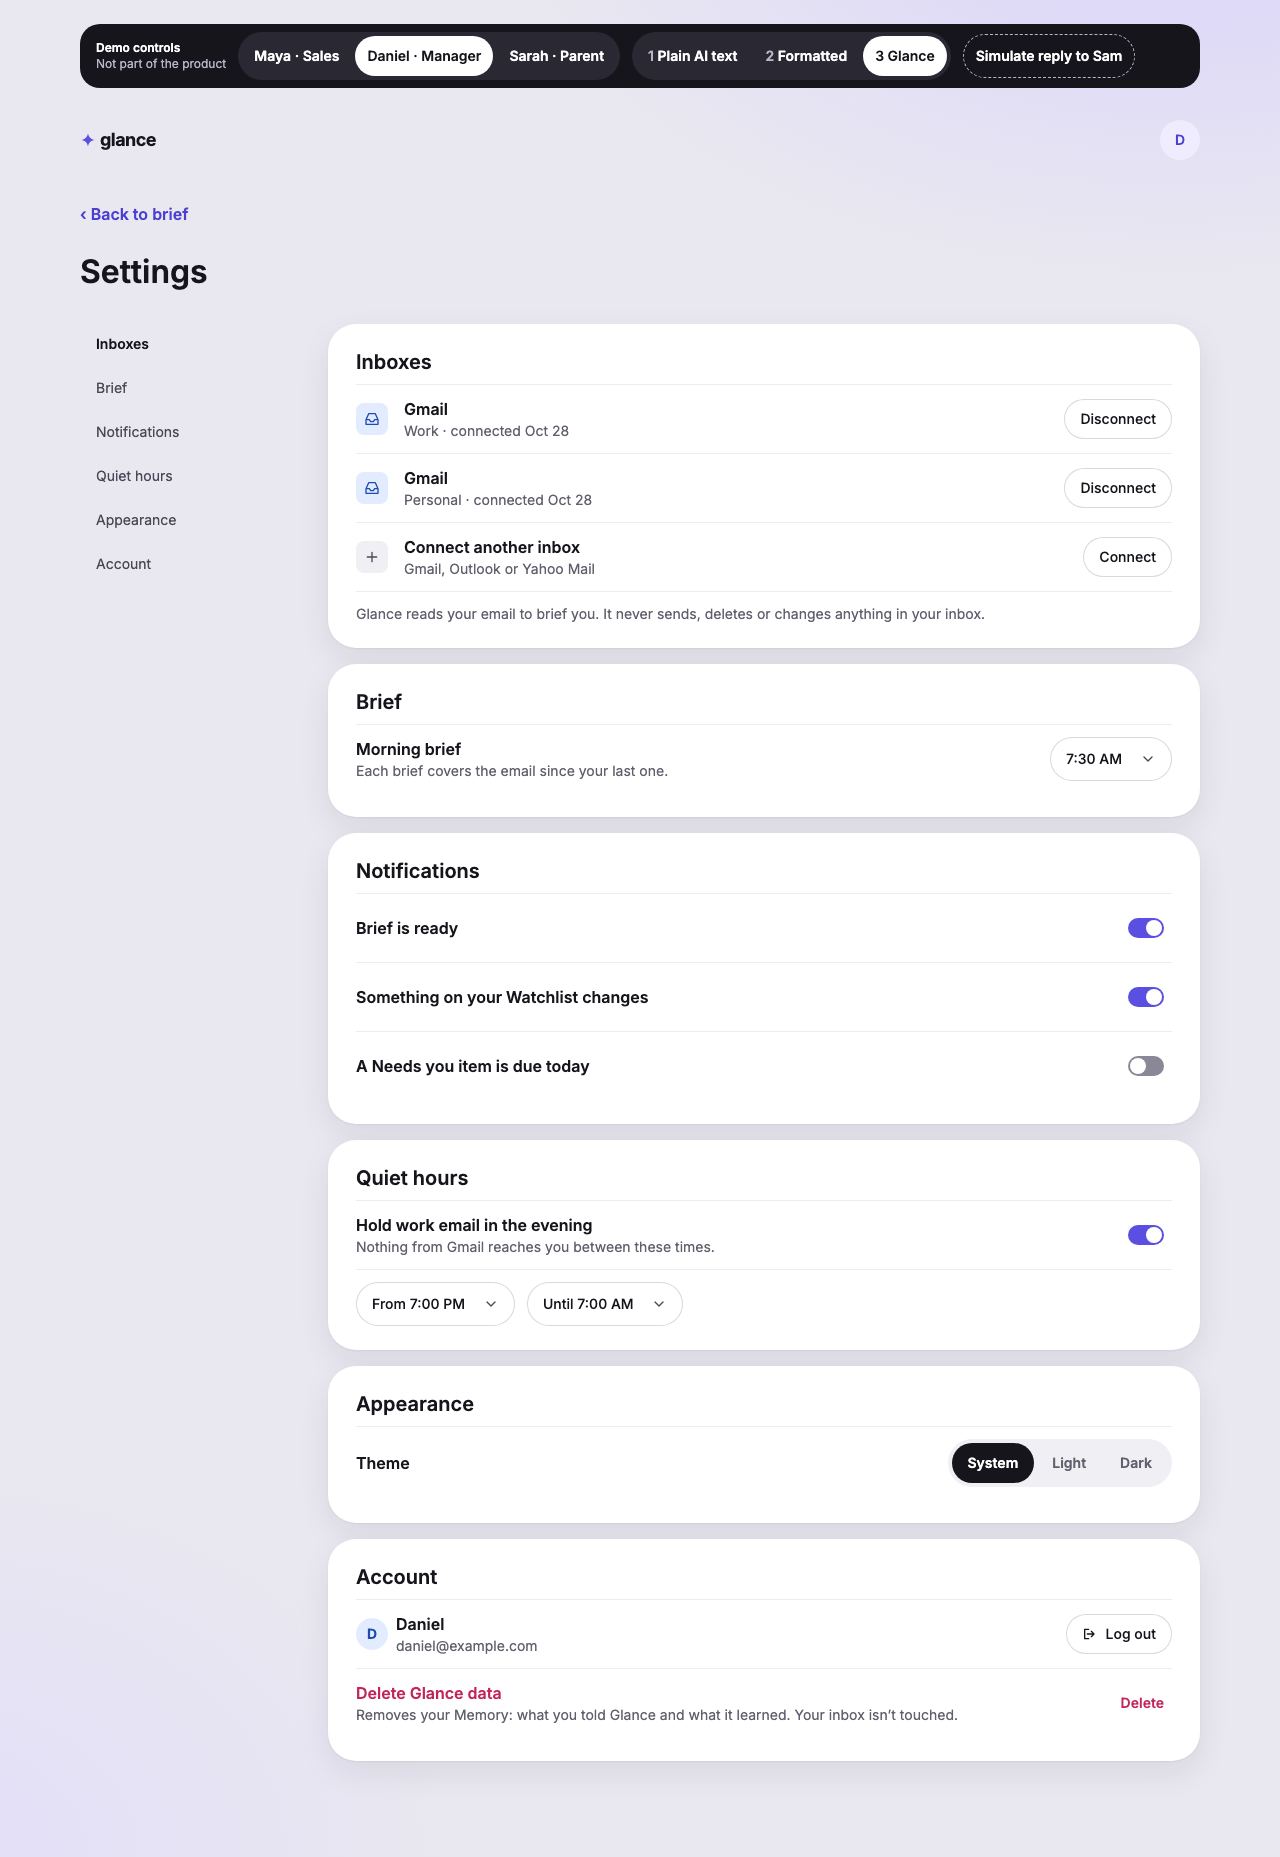 Demo controls
Not part of the product
Maya · Sales
Daniel · Manager
Sarah · Parent
1 Plain AI text
2 Formatted
3 Glance
Simulate reply to Sam
glance
D
‹ Back to brief
Settings
Inboxes
Brief
Notifications
Quiet hours
Appearance
Account
Inboxes
Gmail
Work · connected Oct 28
Disconnect
Gmail
Personal · connected Oct 28
Disconnect
Connect another inbox
Gmail, Outlook or Yahoo Mail
Connect
Glance reads your email to brief you. It never sends, deletes or changes anything in your inbox.
Brief
Morning brief
Each brief covers the email since your last one.
7:30 AM
Notifications
Brief is ready
Something on your Watchlist changes
A Needs you item is due today
Quiet hours
Hold work email in the evening
Nothing from Gmail reaches you between these times.
From 7:00 PM
Until 7:00 AM
Appearance
Theme
System
Light
Dark
Account
D
Daniel
daniel@example.com
Log out
Delete Glance data
Removes your Memory: what you told Glance and what it learned. Your inbox isn’t touched.
Delete